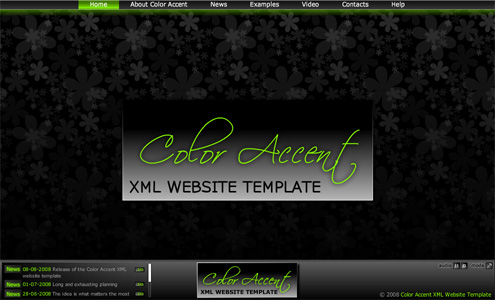 Home About Color Accent News Examples Video Contacts Help
Color Accent
XML WEBSITE TEMPLATE
News 08-08-2008 Release of the Color Accent XML
website template
News 01-07-2008 Long and exhausting planning
News 28-06-2008 The idea is what matters the most
Color Accent
XML WEBSITE TEMPLATE
© 2008 Color Accent XML Website Template